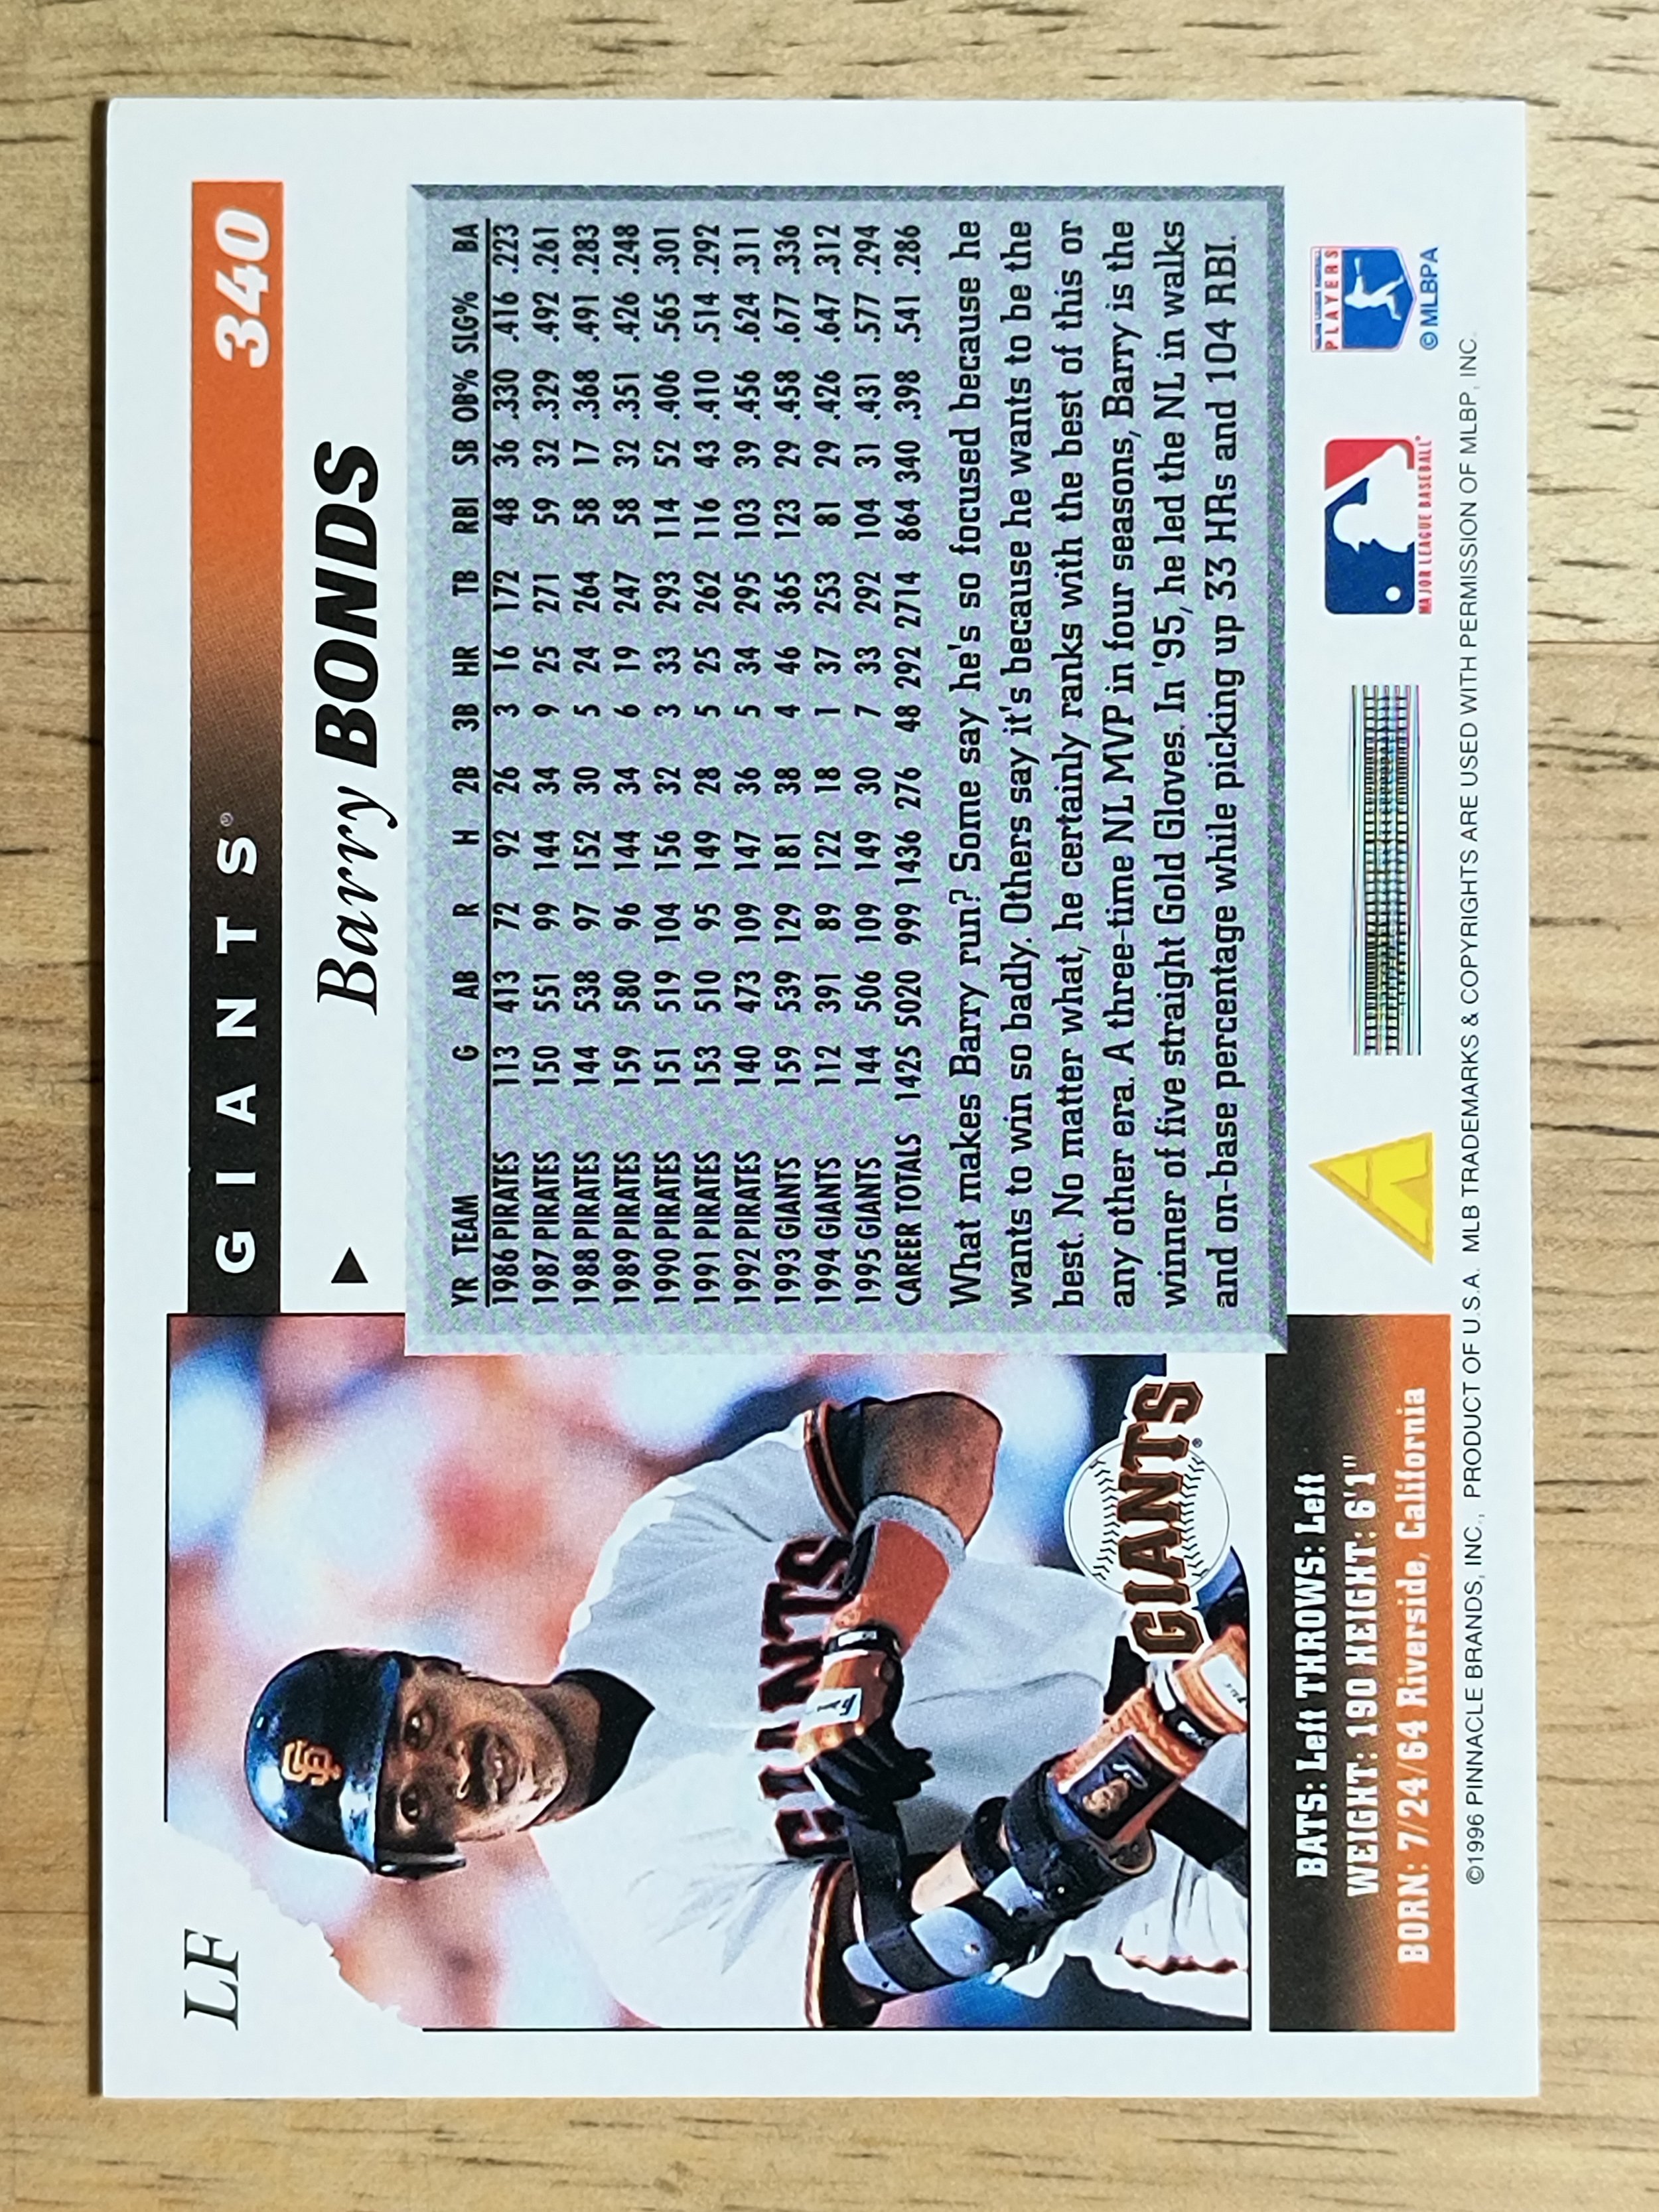 LF
GIANTS® 340
Barry BONDS
YR TEAM G AB R H 2B 3B HR TB RBI SB OB% SLG% BA
1986 PIRATES 113 413 72 92 26 3 16 172 48 36 .330 .416 .223
1987 PIRATES 150 551 99 144 34 9 25 271 59 32 .329 .492 .261
1988 PIRATES 144 538 97 152 30 5 24 264 58 17 .368 .491 .283
1989 PIRATES 159 580 96 144 34 6 19 247 58 32 .351 .426 .248
1990 PIRATES 151 519 104 156 32 3 33 293 114 52 .406 .565 .301
1991 PIRATES 153 510 95 149 28 5 25 262 116 43 .410 .514 .292
1992 PIRATES 140 473 109 147 36 5 34 295 103 39 .456 .624 .311
1993 GIANTS 159 539 129 181 38 4 46 365 123 29 .458 .677 .336
1994 GIANTS 112 391 89 122 18 1 37 253 81 29 .426 .647 .312
1995 GIANTS 144 506 109 149 30 7 33 292 104 31 .431 .577 .294
CAREER TOTALS 1425 5020 999 1436 276 48 292 2714 864 340 .398 .541 .286
What makes Barry run? Some say he's so focused because he
wants to win so badly. Others say it's because he wants to be the
best. No matter what, he certainly ranks with the best of this or
any other era. A three-time NL MVP in four seasons, Barry is the
winner of five straight Gold Gloves. In '95, he led the NL in walks
and on-base percentage while picking up 33 HRs and 104 RBI.
SF
GIANTS
GIANTS®
BATS: Left THROWS: Left
WEIGHT: 190 HEIGHT: 6'1"
BORN: 7/24/64 Riverside, California
MAJOR LEAGUE BASEBALL®
PLAYERS
© MLBPA
©1996 PINNACLE BRANDS, INC., PRODUCT OF U.S.A. MLB TRADEMARKS & COPYRIGHTS ARE USED WITH PERMISSION OF MLBP, INC.